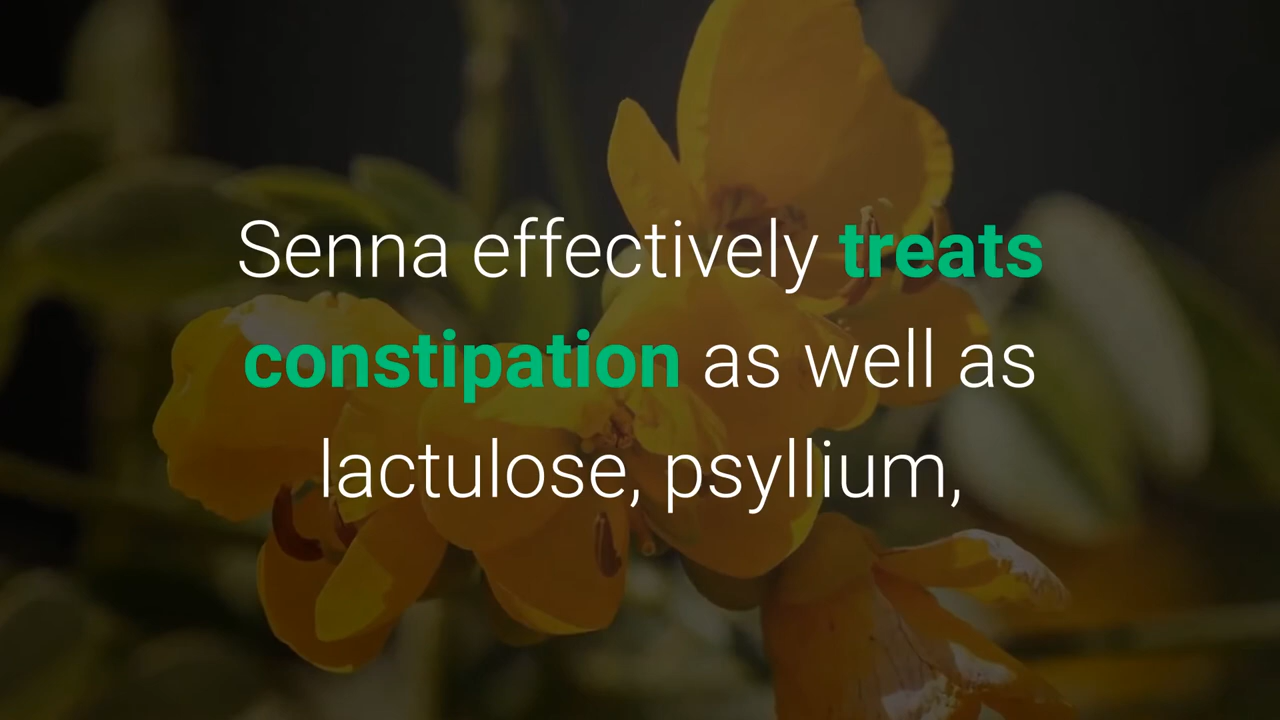 Senna effectively treats
constipation as well as
lactulose, psyllium,